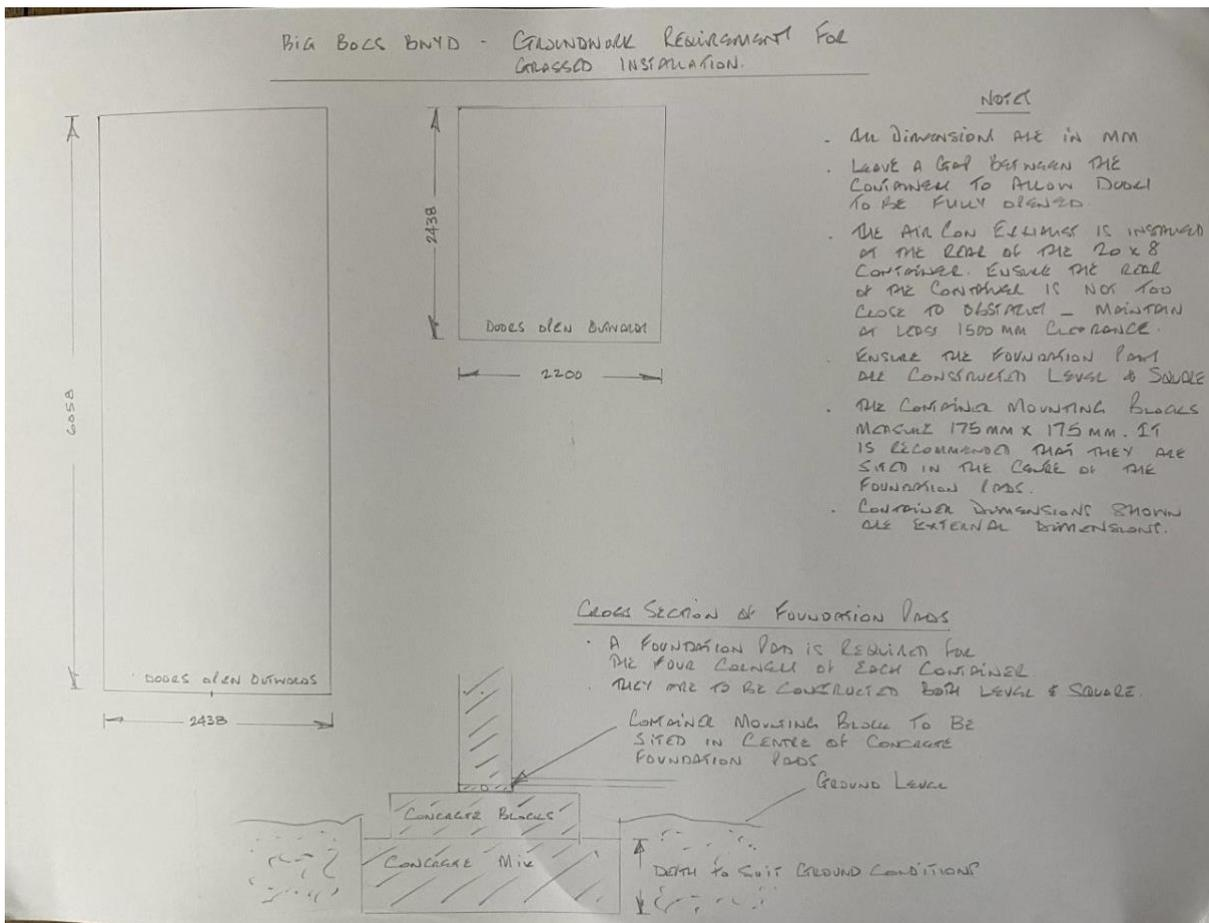 BIG BOCS BWYD - GROUNDWORK REQUIREMENT FOR
GRASSED INSTALLATION.
6058
DOORS OPEN OUTWARDS
2438
2438
DOORS OPEN OUTWARDS
2200
NOTES
. ALL DIMENSIONS ARE IN MM
. LEAVE A GAP BETWEEN THE
CONTAINERS TO ALLOW DOORS
TO BE FULLY OPENED.
. THE AIR CON EXHAUST IS INSTALLED
AT THE REAR OF THE 20 x 8
CONTAINER. ENSURE THE REAR
OF THE CONTAINER IS NOT TOO
CLOSE TO OBSTACLES - MAINTAIN
AT LEAST 1500 MM CLEARANCE.
. ENSURE THE FOUNDATION PADS
ARE CONSTRUCTED LEVEL & SQUARE
. THE CONTAINER MOUNTING BLOCKS
MEASURE 175 MM x 175 MM. IT
IS RECOMMENDED THAT THEY ARE
SITED IN THE CENTRE OF THE
FOUNDATION PADS.
. CONTAINER DIMENSIONS SHOWN
ARE EXTERNAL DIMENSIONS.
CROSS SECTION OF FOUNDATION PADS
. A FOUNDATION PAD IS REQUIRED FOR
THE FOUR CORNERS OF EACH CONTAINER.
. THEY ARE TO BE CONSTRUCTED BOTH LEVEL & SQUARE.
CONTAINER MOUNTING BLOCK TO BE
SITED IN CENTRE OF CONCRETE
FOUNDATION PADS
GROUND LEVEL
CONCRETE BLOCKS
CONCRETE MIX
DEPTH TO SUIT GROUND CONDITIONS